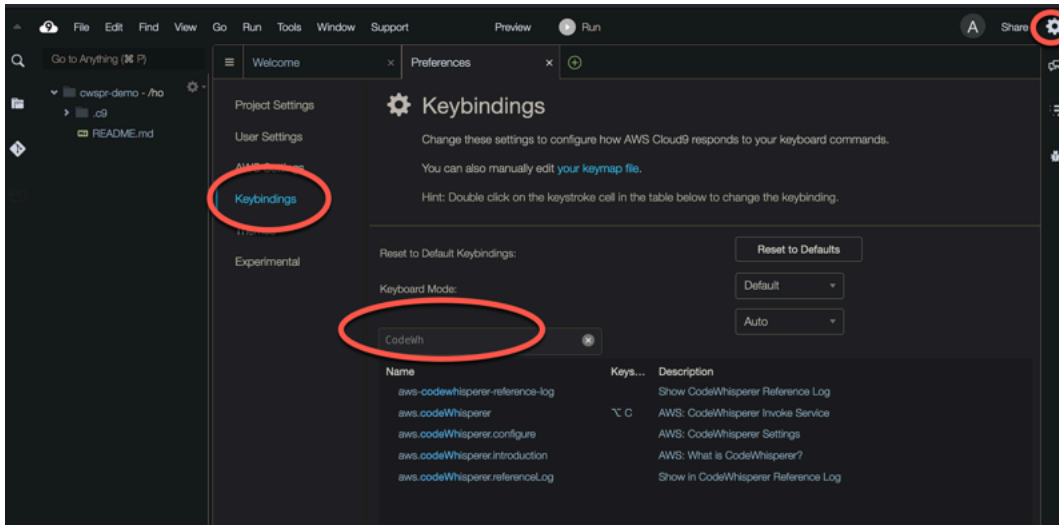 9 File Edit Find View Go Run Tools Window Support Preview Run A Share
Go to Anything (⌘ P)
Welcome × Preferences ×
cwspr-demo - /ho
.c9
README.md
Project Settings
User Settings
AWS Settings
Keybindings
Themes
Experimental
Keybindings
Change these settings to configure how AWS Cloud9 responds to your keyboard commands.
You can also manually edit your keymap file.
Hint: Double click on the keystroke cell in the table below to change the keybinding.
Reset to Default Keybindings: Reset to Defaults
Keyboard Mode: Default
Auto
CodeWh
Name Keys... Description
aws-codewhisperer-reference-log Show CodeWhisperer Reference Log
aws.codeWhisperer ⌥ C AWS: CodeWhisperer Invoke Service
aws.codeWhisperer.configure AWS: CodeWhisperer Settings
aws.codeWhisperer.introduction AWS: What is CodeWhisperer?
aws.codeWhisperer.referenceLog Show in CodeWhisperer Reference Log